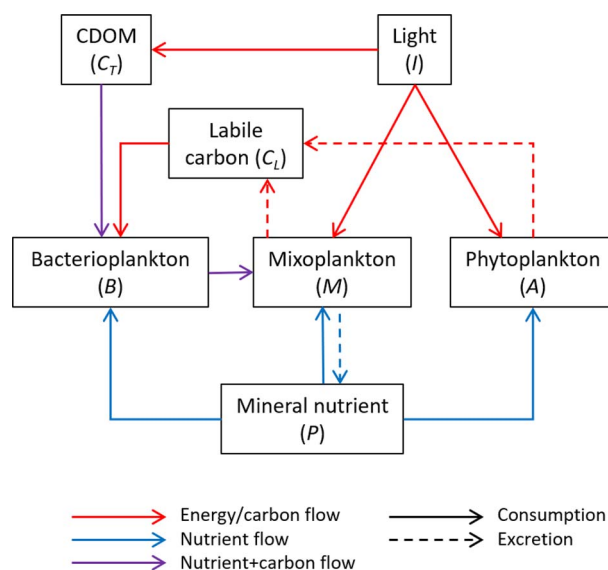 CDOM
(C_T)
Light
(I)
Labile
carbon (C_L)
Bacterioplankton
(B)
Mixoplankton
(M)
Phytoplankton
(A)
Mineral nutrient
(P)
Energy/carbon flow
Nutrient flow
Nutrient+carbon flow
Consumption
Excretion